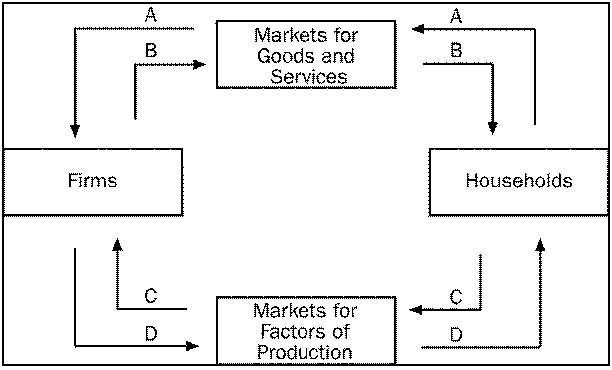 A
A
B
Markets for
Goods and
Services
B
Firms
Households
C
Markets for
Factors of
Production
C
D
D